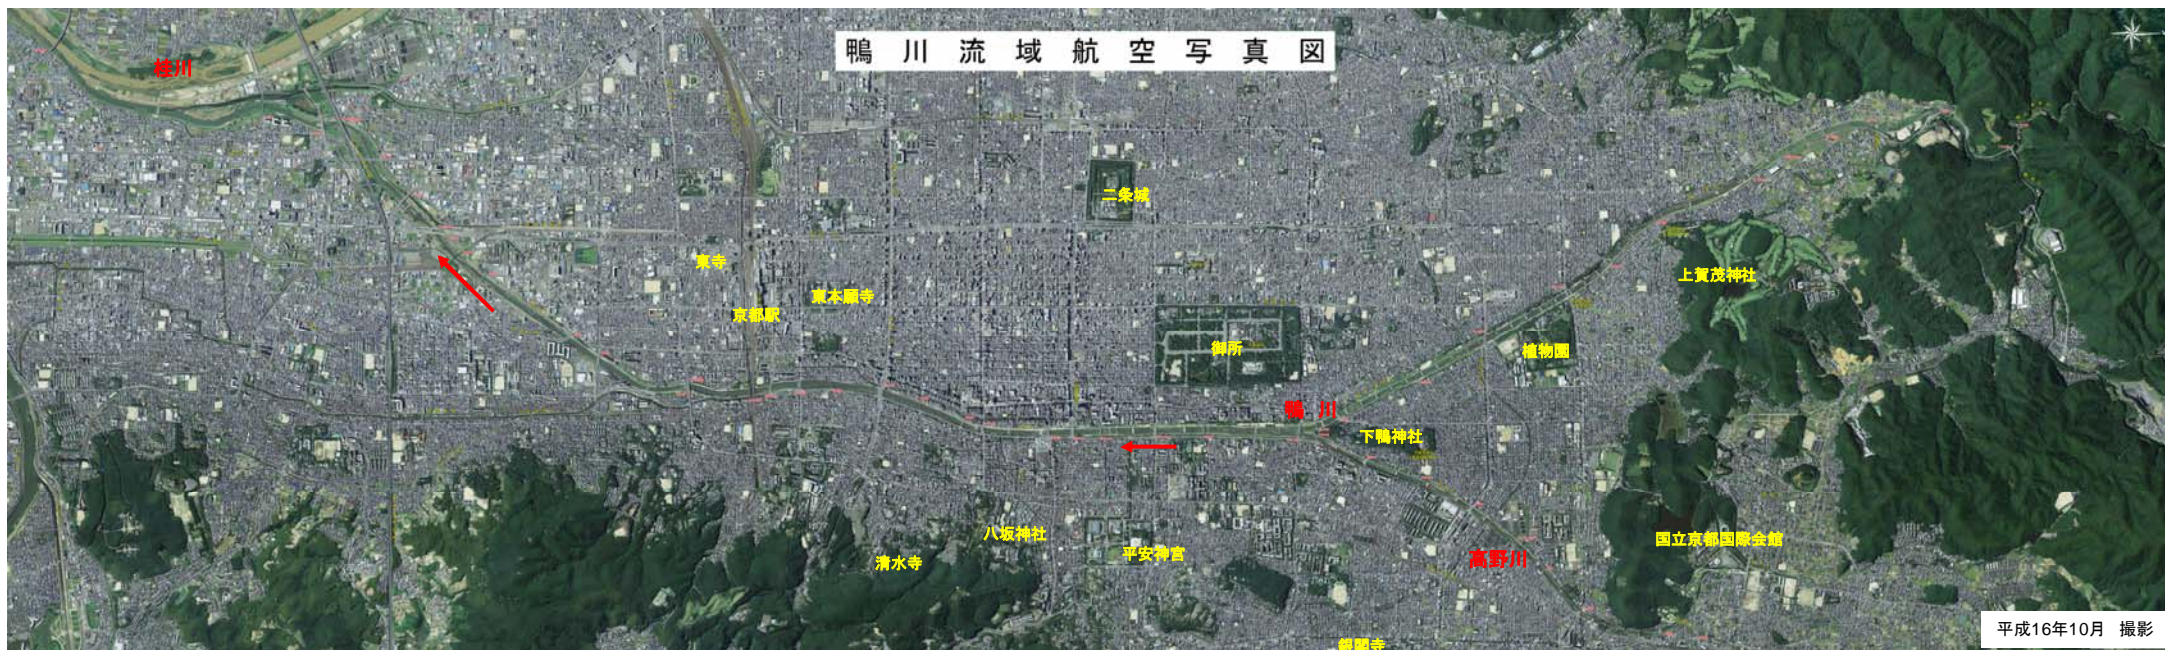 鴨川流域航空写真図
桂川
二条城
東寺
東本願寺
京都駅
上賀茂神社
御所
植物園
鴨 川
下鴨神社
八坂神社
清水寺
平安神宮
高野川
国立京都国際会館
銀閣寺
平成16年10月 撮影